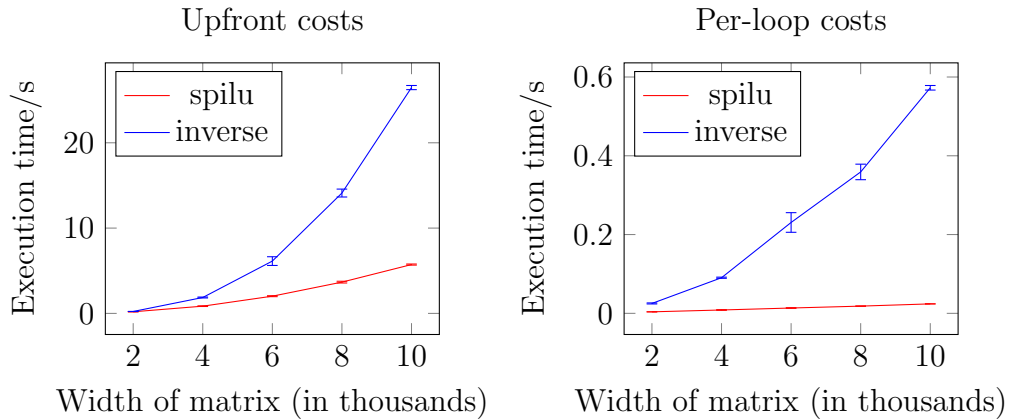 Upfront costs
Execution time/s
20
10
0
spilu
inverse
2 4 6 8 10
Width of matrix (in thousands)
Per-loop costs
Execution time/s
0.6
0.4
0.2
0
spilu
inverse
2 4 6 8 10
Width of matrix (in thousands)